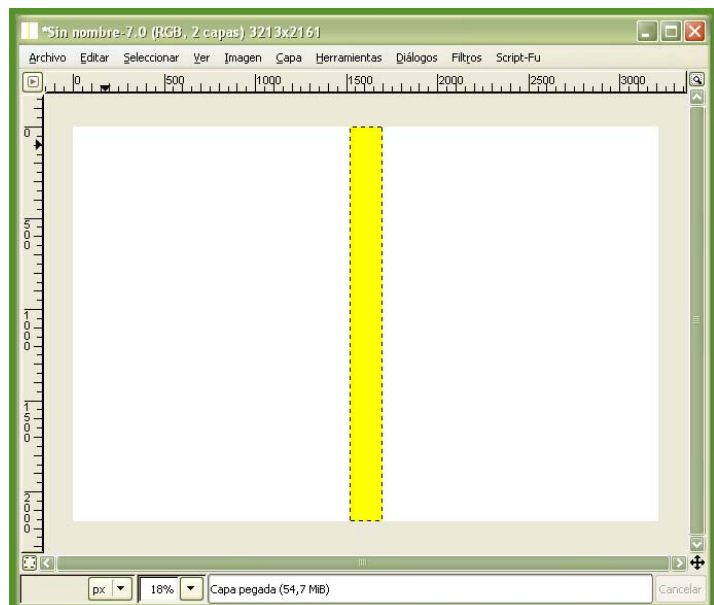 *Sin nombre-7.0 (RGB, 2 capas) 3213x2161
Archivo Editar Seleccionar Ver Imagen Capa Herramientas Diálogos Filtros Script-Fu
0 500 1000 1500 2000 2500 3000
0
500
1000
1500
2000
px 18% Capa pegada (54,7 MiB) Cancelar